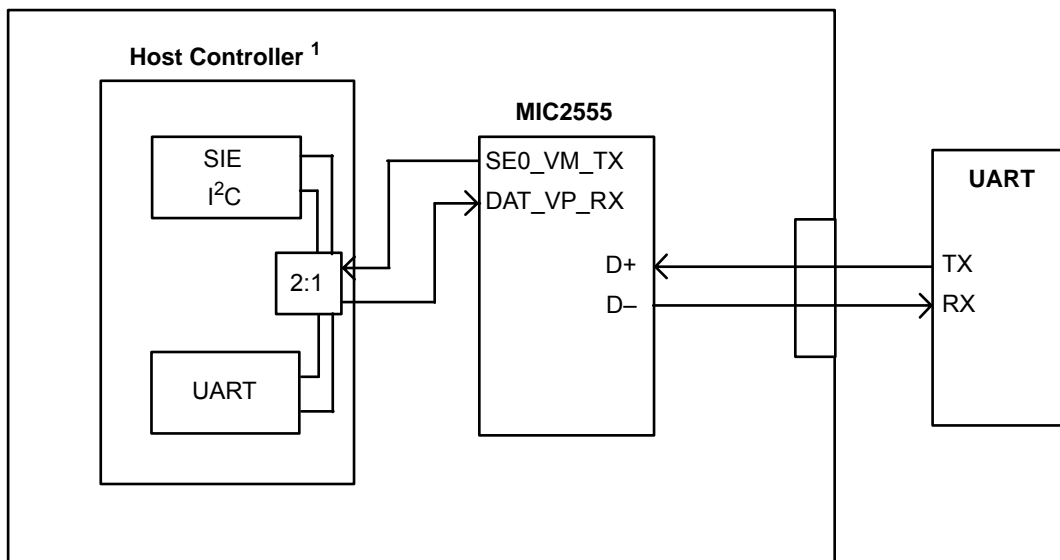 Host Controller 1
MIC2555
SIE
I2C
SE0_VM_TX
DAT_VP_RX
UART
2:1
D+
D–
TX
RX
UART